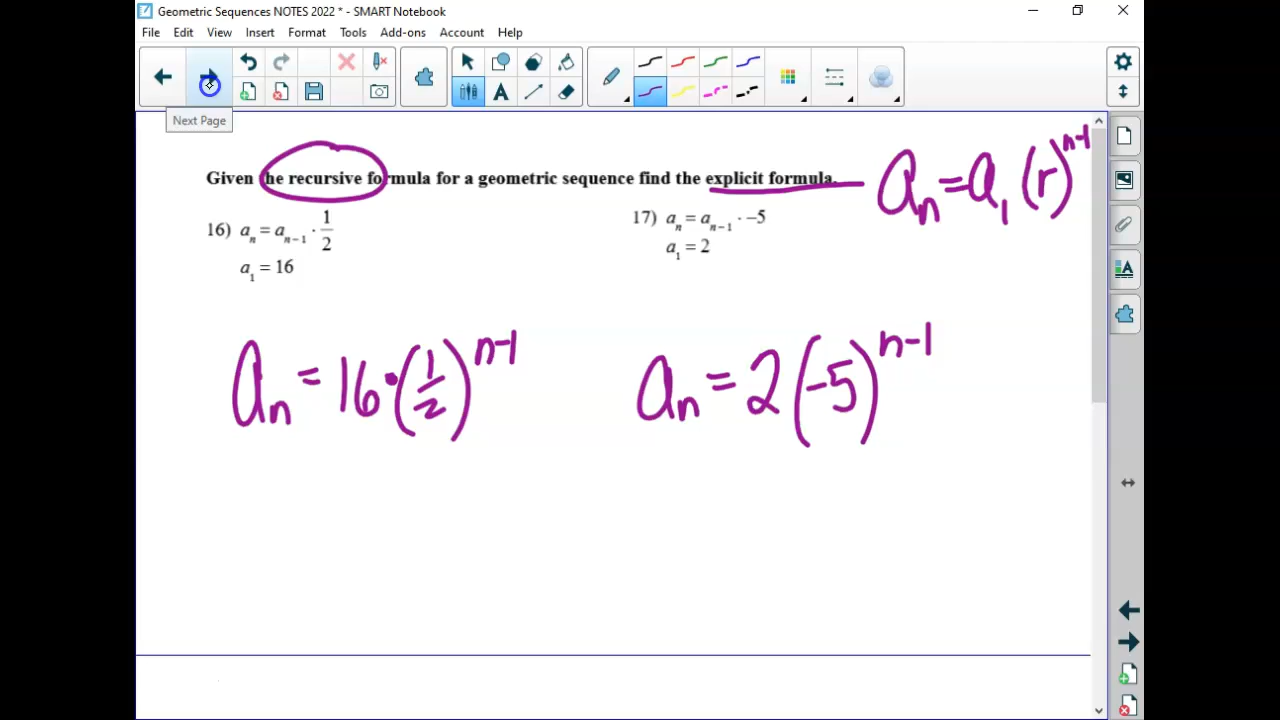 Geometric Sequences NOTES 2022 * - SMART Notebook
File Edit View Insert Format Tools Add-ons Account Help
Next Page
Given the recursive formula for a geometric sequence find the explicit formula.
aₙ = a₁ (r)ⁿ⁻¹
16) aₙ = aₙ₋₁ · 1/2
a₁ = 16
17) aₙ = aₙ₋₁ · −5
a₁ = 2
aₙ = 16 · (1/2)ⁿ⁻¹
aₙ = 2 (−5)ⁿ⁻¹